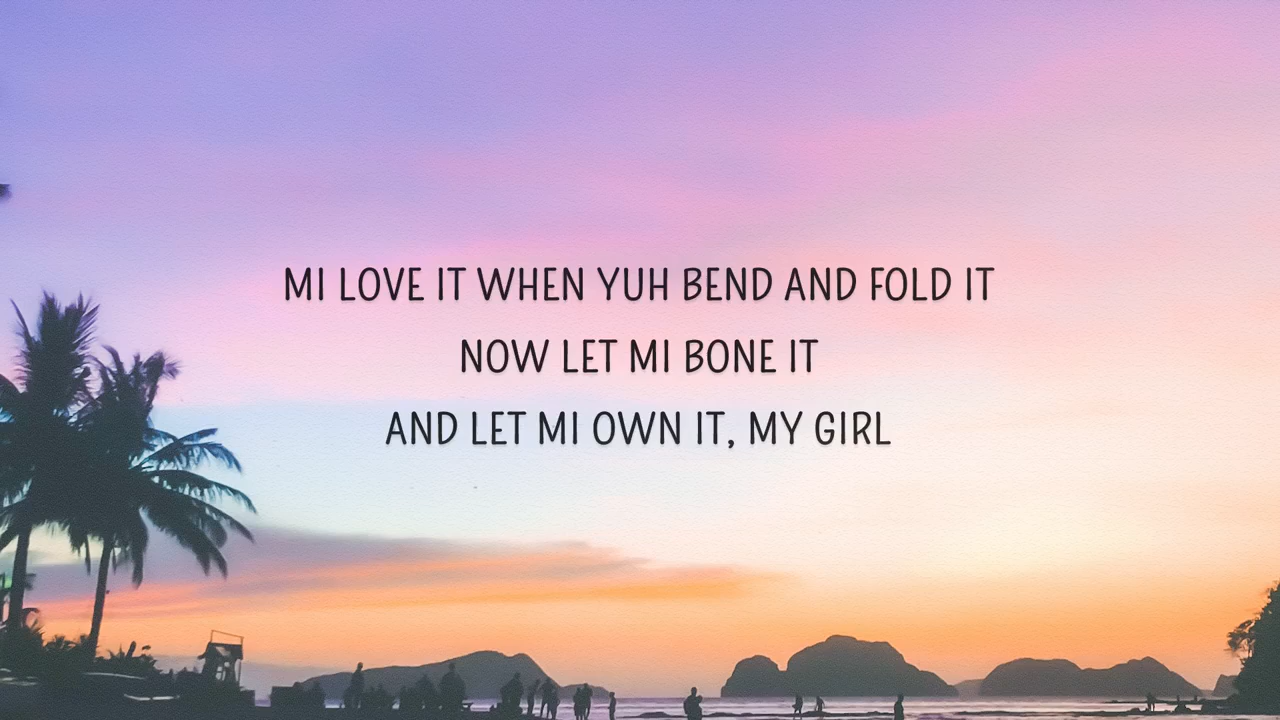 MI LOVE IT WHEN YUH BEND AND FOLD IT
NOW LET MI BONE IT
AND LET MI OWN IT, MY GIRL